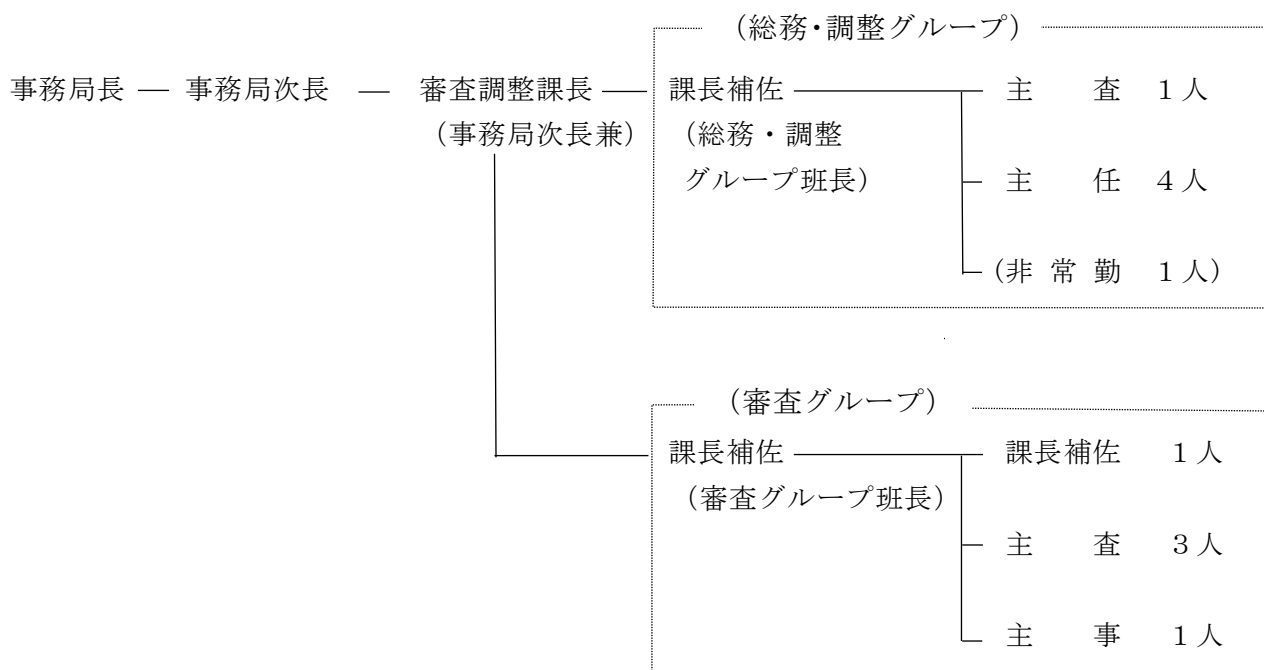 （総務・調整グループ）
事務局長 ― 事務局次長 ― 審査調整課長 課長補佐 主　査 １人
（事務局次長兼） （総務・調整
グループ班長） 主　任 ４人
（非 常 勤 １人）
（審査グループ）
課長補佐 課長補佐 １人
（審査グループ班長）
主　査 ３人
主　事 １人